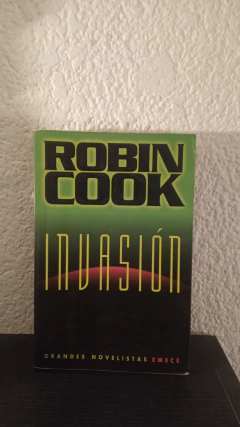 ROBIN
COOK
INVASIÓN
GRANDES NOVELISTAS EMECÉ